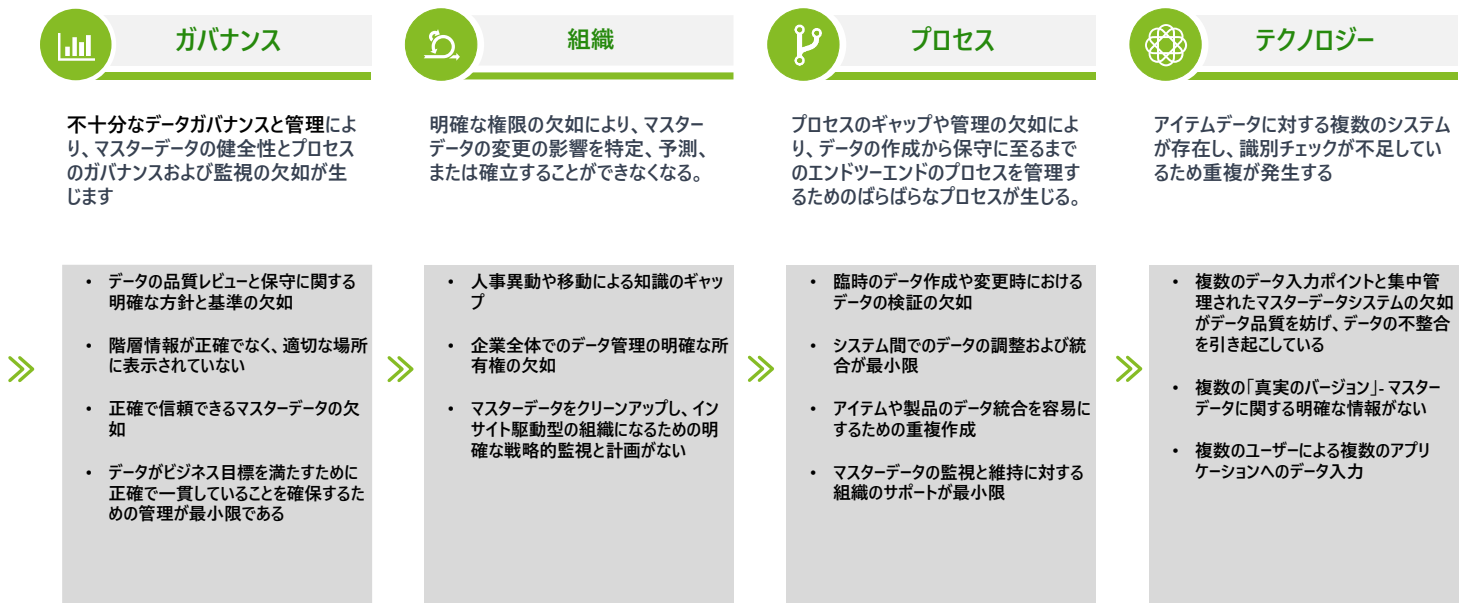 ガバナンス
不十分なデータガバナンスと管理によ
り、マスターデータの健全性とプロセス
のガバナンスおよび監視の欠如が生
じます
• データの品質レビューと保守に関する
明確な方針と基準の欠如
• 階層情報が正確でなく、適切な場所
に表示されていない
• 正確で信頼できるマスターデータの欠
如
• データがビジネス目標を満たすために
正確で一貫していることを確保するた
めの管理が最小限である
組織
明確な権限の欠如により、マスター
データの変更の影響を特定、予測、
または確立することができなくなる。
• 人事異動や移動による知識のギャッ
プ
• 企業全体でのデータ管理の明確な所
有権の欠如
• マスターデータをクリーンアップし、イン
サイト駆動型の組織になるための明
確な戦略的監視と計画がない
プロセス
プロセスのギャップや管理の欠如によ
り、データの作成から保守に至るまで
のエンドツーエンドのプロセスを管理す
るためのばらばらなプロセスが生じる。
• 臨時のデータ作成や変更時における
データの検証の欠如
• システム間でのデータの調整および統
合が最小限
• アイテムや製品のデータ統合を容易に
するための重複作成
• マスターデータの監視と維持に対する
組織のサポートが最小限
テクノロジー
アイテムデータに対する複数のシステム
が存在し、識別チェックが不足してい
るため重複が発生する
• 複数のデータ入力ポイントと集中管
理されたマスターデータシステムの欠如
がデータ品質を妨げ、データの不整合
を引き起こしている
• 複数の「真実のバージョン」- マスター
データに関する明確な情報がない
• 複数のユーザーによる複数のアプリ
ケーションへのデータ入力